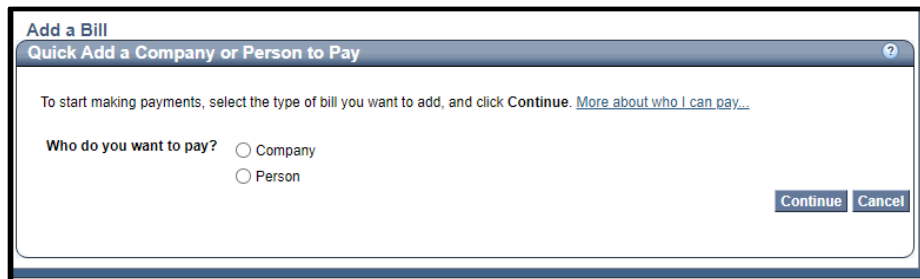 Add a Bill
Quick Add a Company or Person to Pay ?
To start making payments, select the type of bill you want to add, and click Continue. More about who I can pay...
Who do you want to pay? Company
Person
Continue Cancel